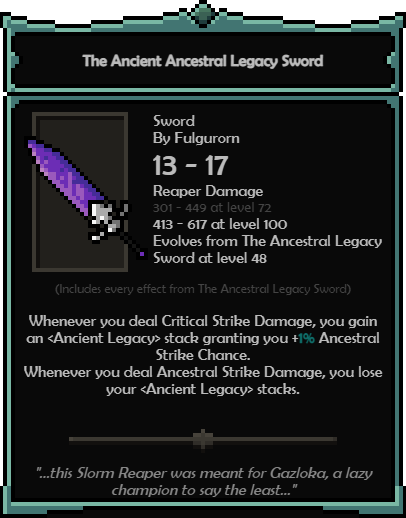 The Ancient Ancestral Legacy Sword
Sword
By Fulgurorn
13 - 17
Reaper Damage
301 - 449 at level 72
413 - 617 at level 100
Evolves from The Ancestral Legacy
Sword at level 48
(Includes every effect from The Ancestral Legacy Sword)
Whenever you deal Critical Strike Damage, you gain
an <Ancient Legacy> stack granting you +1% Ancestral
Strike Chance.
Whenever you deal Ancestral Strike Damage, you lose
your <Ancient Legacy> stacks.
"...this Slorm Reaper was meant for Gazloka, a lazy
champion to say the least..."